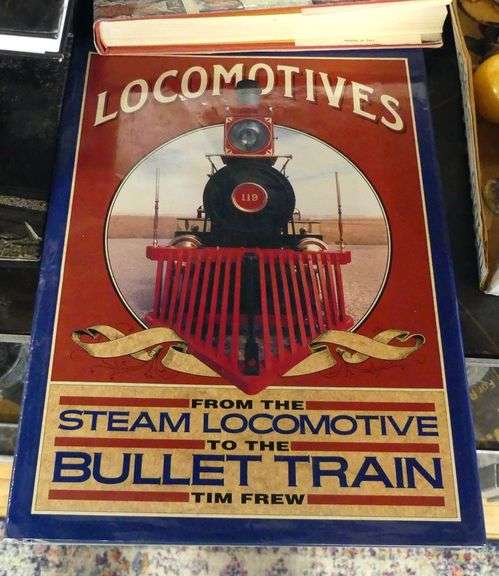 LOCOMOTIVES
119
FROM THE
STEAM LOCOMOTIVE
TO THE
BULLET TRAIN
TIM FREW